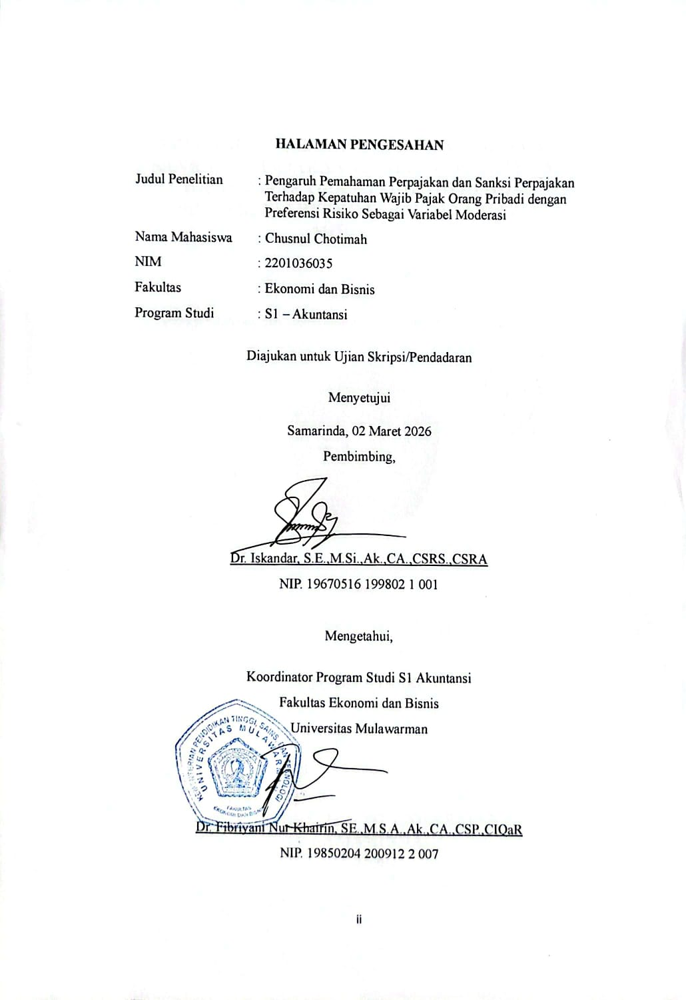 HALAMAN PENGESAHAN
Judul Penelitian : Pengaruh Pemahaman Perpajakan dan Sanksi Perpajakan
Terhadap Kepatuhan Wajib Pajak Orang Pribadi dengan
Preferensi Risiko Sebagai Variabel Moderasi
Nama Mahasiswa : Chusnul Chotimah
NIM : 2201036035
Fakultas : Ekonomi dan Bisnis
Program Studi : S1 – Akuntansi
Diajukan untuk Ujian Skripsi/Pendadaran
Menyetujui
Samarinda, 02 Maret 2026
Pembimbing,
Dr. Iskandar, S.E.,M.Si.,Ak.,CA.,CSRS.,CSRA
NIP. 19670516 199802 1 001
Mengetahui,
Koordinator Program Studi S1 Akuntansi
Fakultas Ekonomi dan Bisnis
Universitas Mulawarman
PENDIDIKAN TINGGI, SAINS, DAN TEKNOLOGI
UNIVERSITAS MULAWARMAN
FAKULTAS
EKONOMI DAN BISNIS
Dr. Fibriyani Nur Khairin, SE.,M.S.A.,Ak.,CA.,CSP.,CIQaR
NIP. 19850204 200912 2 007
ii